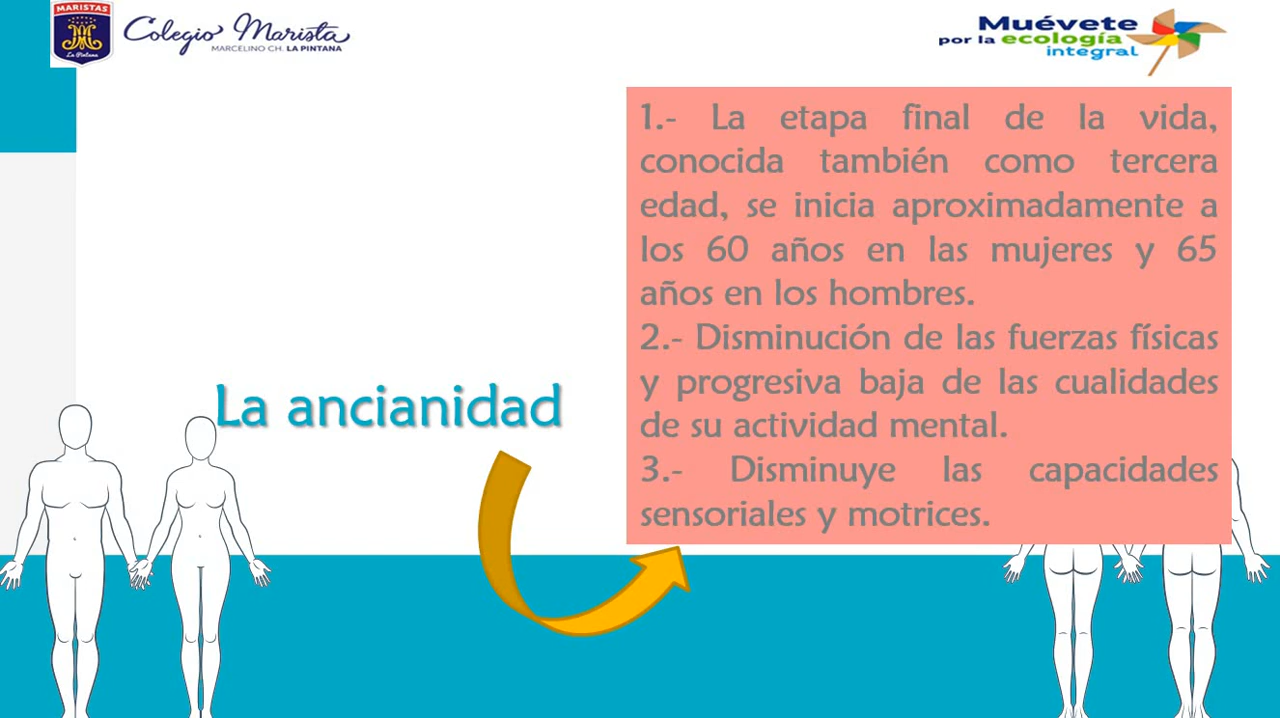 MARISTAS
La Pintana
Colegio Marista
MARCELINO CH. LA PINTANA
Muévete
por la ecología
integral
1.- La etapa final de la vida,
conocida también como tercera
edad, se inicia aproximadamente a
los 60 años en las mujeres y 65
años en los hombres.
2.- Disminución de las fuerzas físicas
y progresiva baja de las cualidades
de su actividad mental.
3.- Disminuye las capacidades
sensoriales y motrices.
La ancianidad